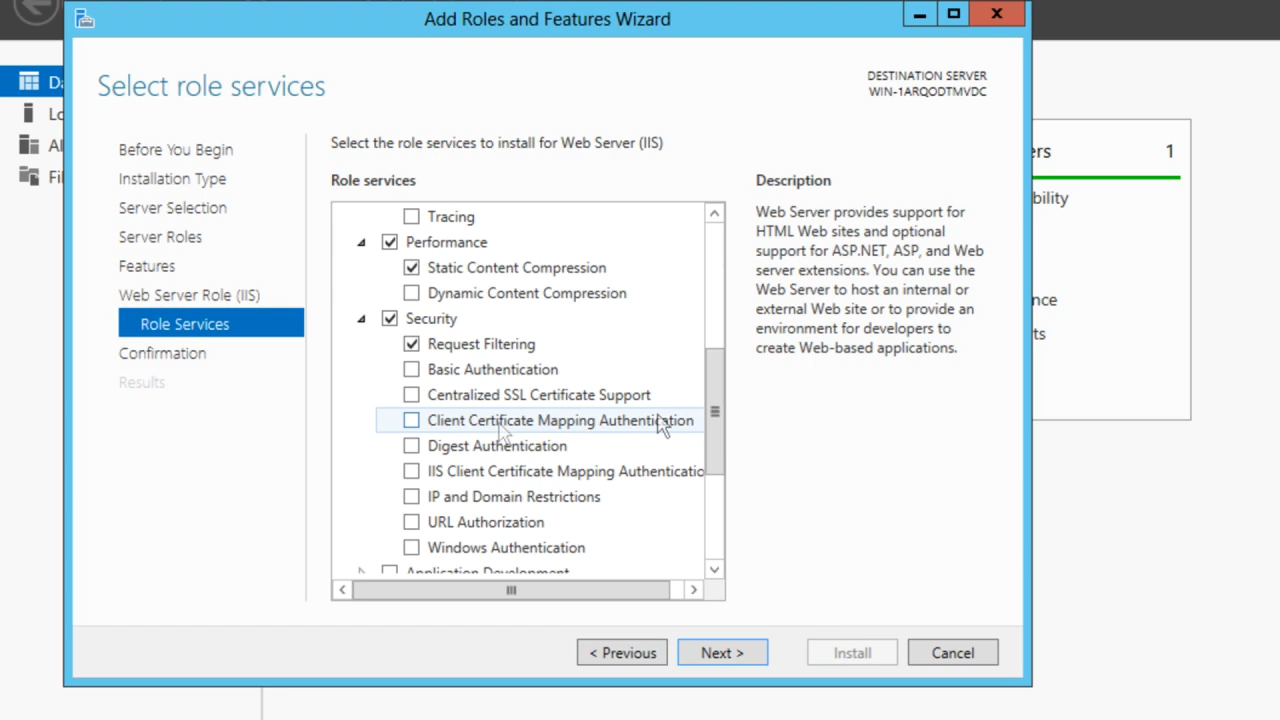 Add Roles and Features Wizard
Select role services
DESTINATION SERVER
WIN-1ARQODTMVDC
Before You Begin
Installation Type
Server Selection
Server Roles
Features
Web Server Role (IIS)
Role Services
Confirmation
Results
Select the role services to install for Web Server (IIS)
Role services
Tracing
Performance
Static Content Compression
Dynamic Content Compression
Security
Request Filtering
Basic Authentication
Centralized SSL Certificate Support
Client Certificate Mapping Authentication
Digest Authentication
IIS Client Certificate Mapping Authenticatio
IP and Domain Restrictions
URL Authorization
Windows Authentication
Application Development
Description
Web Server provides support for
HTML Web sites and optional
support for ASP.NET, ASP, and Web
server extensions. You can use the
Web Server to host an internal or
external Web site or to provide an
environment for developers to
create Web-based applications.
< Previous
Next >
Install
Cancel
Da
Lo
Al
Fil
ers 1
bility
nce
ts